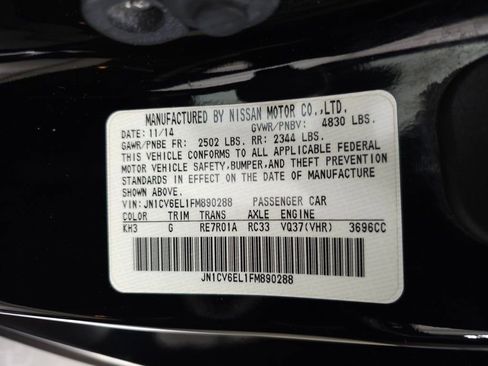 MANUFACTURED BY NISSAN MOTOR CO.,LTD.
DATE: 11/14 GVWR/PNBV: 4830 LBS.
GAWR/PNBE FR: 2502 LBS. RR: 2344 LBS.
THIS VEHICLE CONFORMS TO ALL APPLICABLE FEDERAL
MOTOR VEHICLE SAFETY, BUMPER, AND THEFT PREVENTION
STANDARDS IN EFFECT ON THE DATE OF MANUFACTURE
SHOWN ABOVE.
VIN: JN1CV6EL1FM890288 PASSENGER CAR
COLOR TRIM TRANS AXLE ENGINE
KH3 G RE7R01A RC33 VQ37(VHR) 3696CC
JN1CV6EL1FM890288